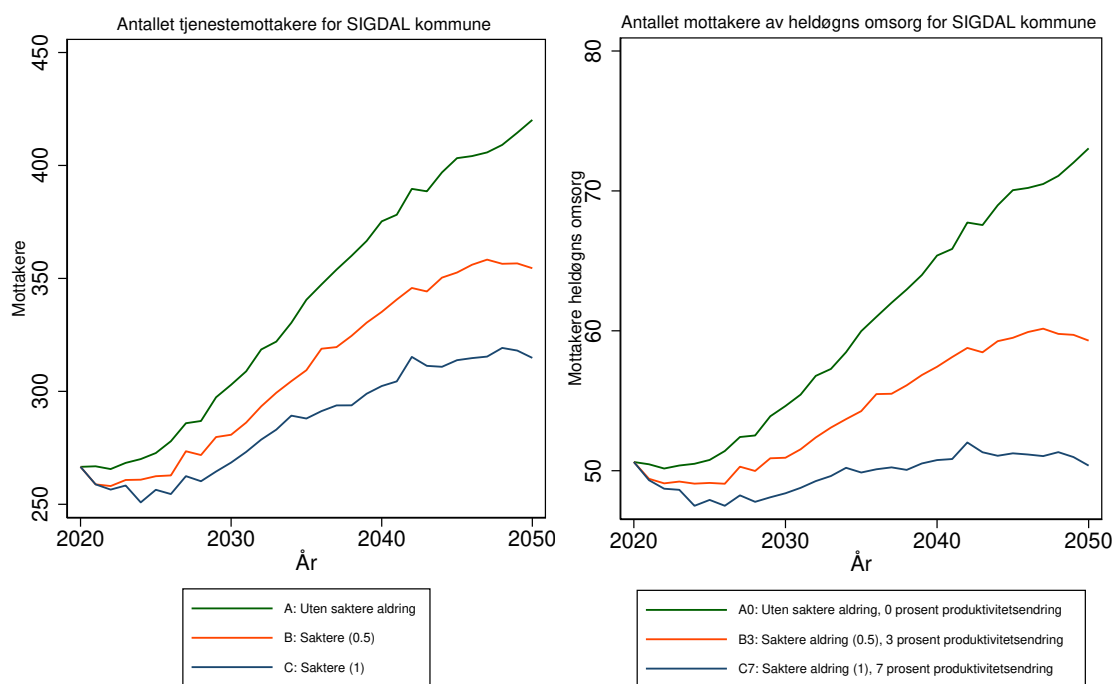 Antallet tjenestemottakere for SIGDAL kommune
450
400
350
300
250
Mottakere
2020
2030
2040
2050
År
A: Uten saktere aldring
B: Saktere (0.5)
C: Saktere (1)
Antallet mottakere av heldøgns omsorg for SIGDAL kommune
80
70
60
50
Mottakere heldøgns omsorg
2020
2030
2040
2050
År
A0: Uten saktere aldring, 0 prosent produktivitetsendring
B3: Saktere aldring (0.5), 3 prosent produktivitetsendring
C7: Saktere aldring (1), 7 prosent produktivitetsendring